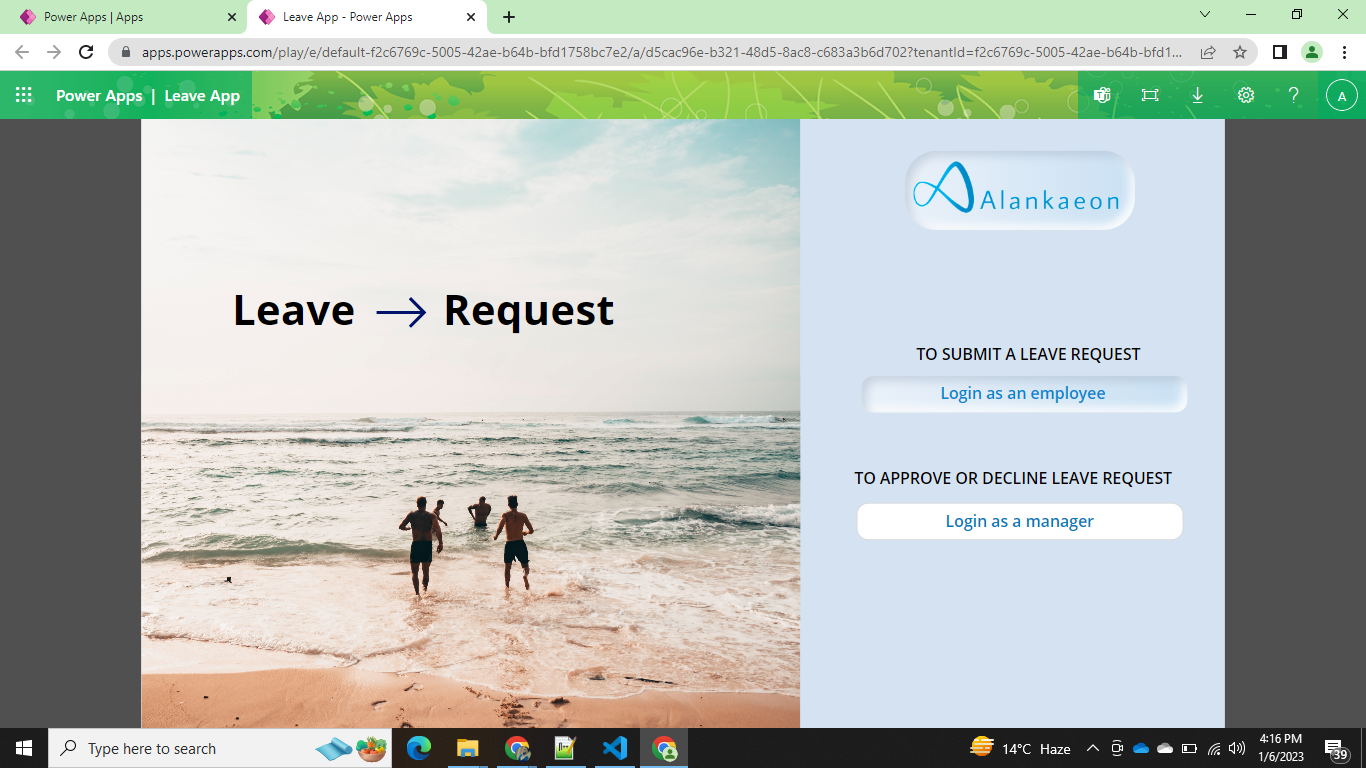 Power Apps | Apps
Leave App - Power Apps
apps.powerapps.com/play/e/default-f2c6769c-5005-42ae-b64b-bfd1758bc7e2/a/d5cac96e-b321-48d5-8ac8-c683a3b6d702?tenantId=f2c6769c-5005-42ae-b64b-bfd1...
Power Apps | Leave App
A
Alankaeon
Leave → Request
TO SUBMIT A LEAVE REQUEST
Login as an employee
TO APPROVE OR DECLINE LEAVE REQUEST
Login as a manager
Type here to search
14°C Haze
4:16 PM
1/6/2023
39